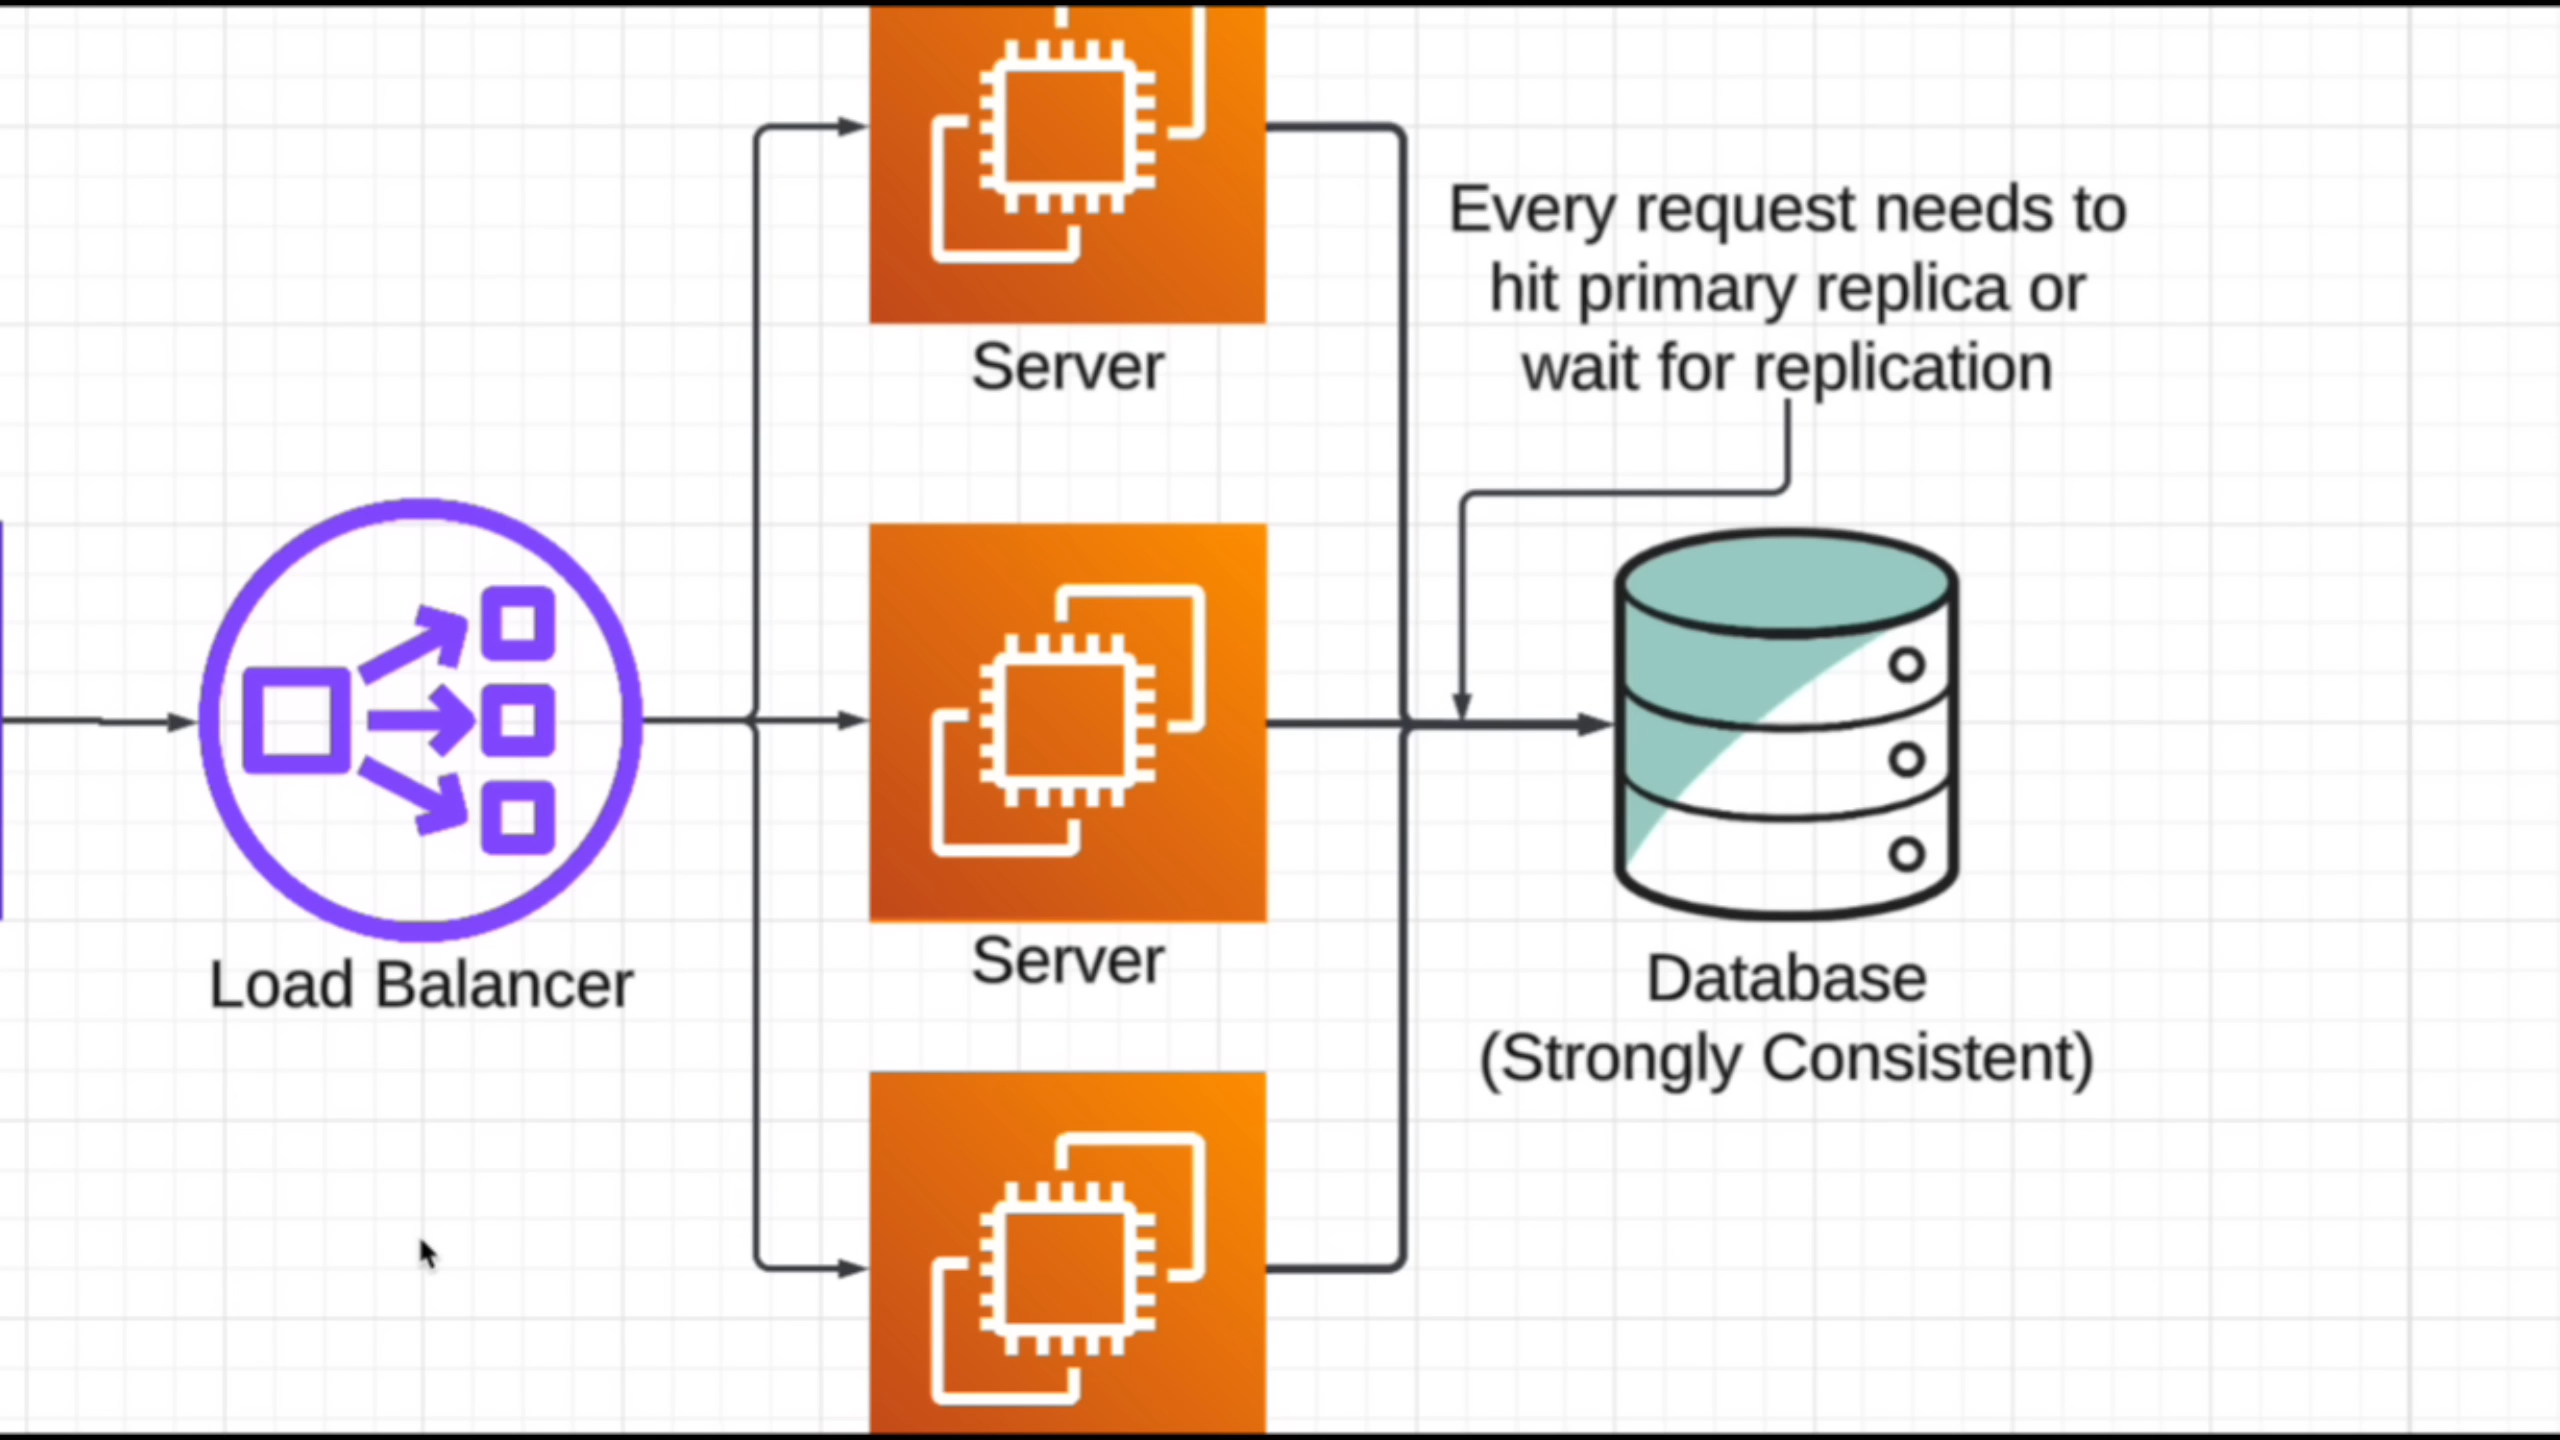 Every request needs to
hit primary replica or
wait for replication
Server
Server
Load Balancer
Database
(Strongly Consistent)